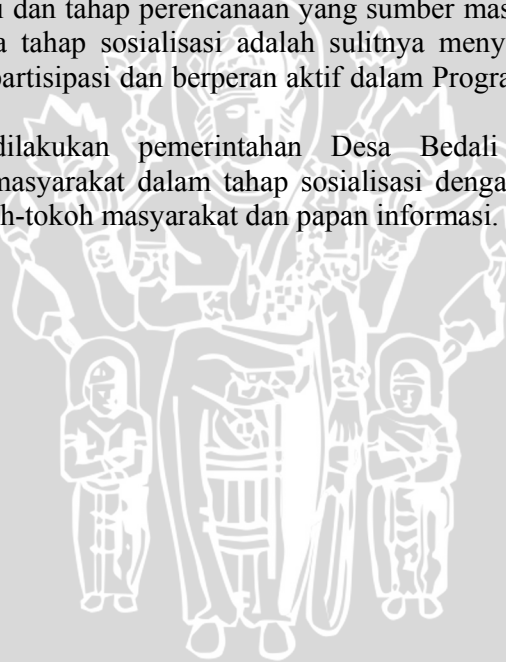 i dan tahap perencanaan yang sumber mas
a tahap sosialisasi adalah sulitnya meny
partisipasi dan berperan aktif dalam Progra
dilakukan pemerintahan Desa Bedali
masyarakat dalam tahap sosialisasi denga
h-tokoh masyarakat dan papan informasi.